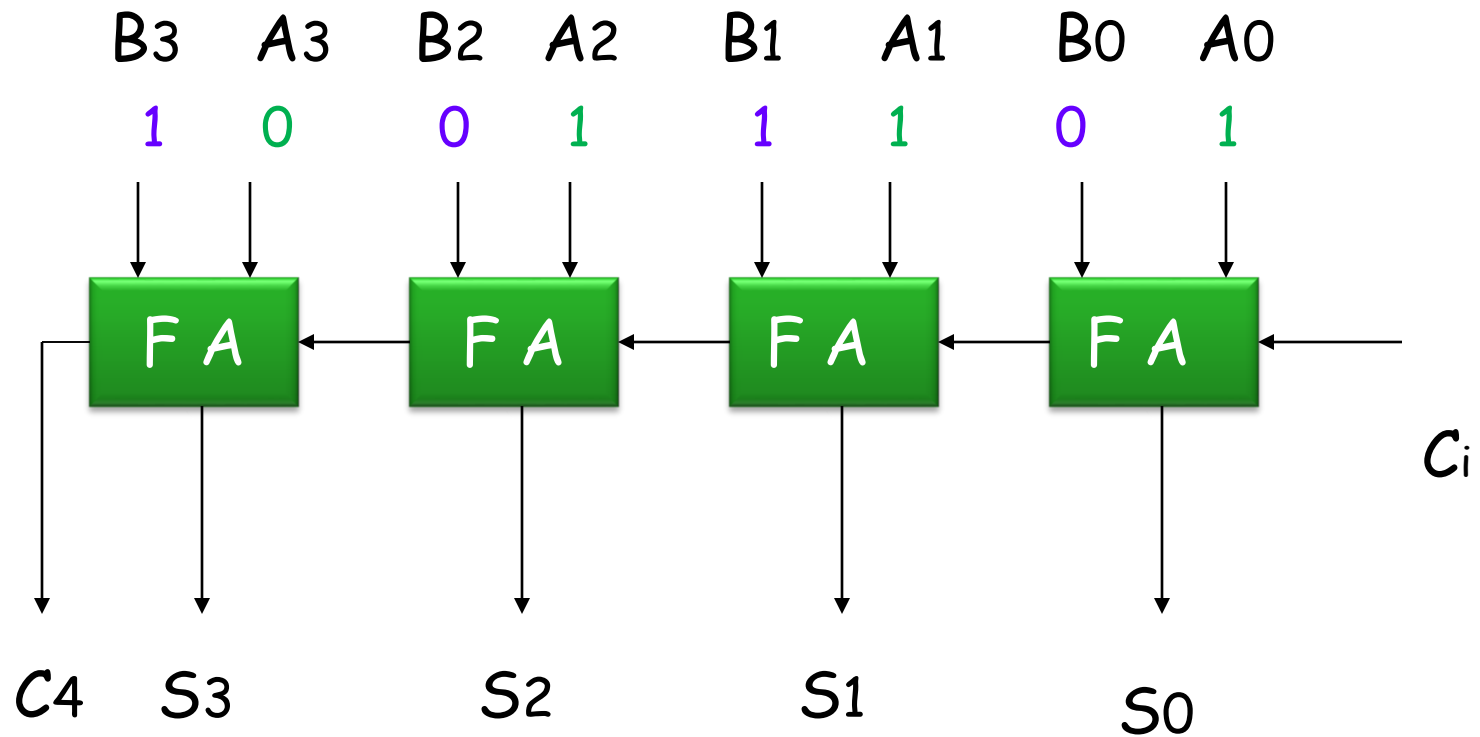 B3 A3 B2 A2 B1 A1 B0 A0
1 0 0 1 1 1 0 1
F A F A F A F A
Ci
C4 S3 S2 S1 S0